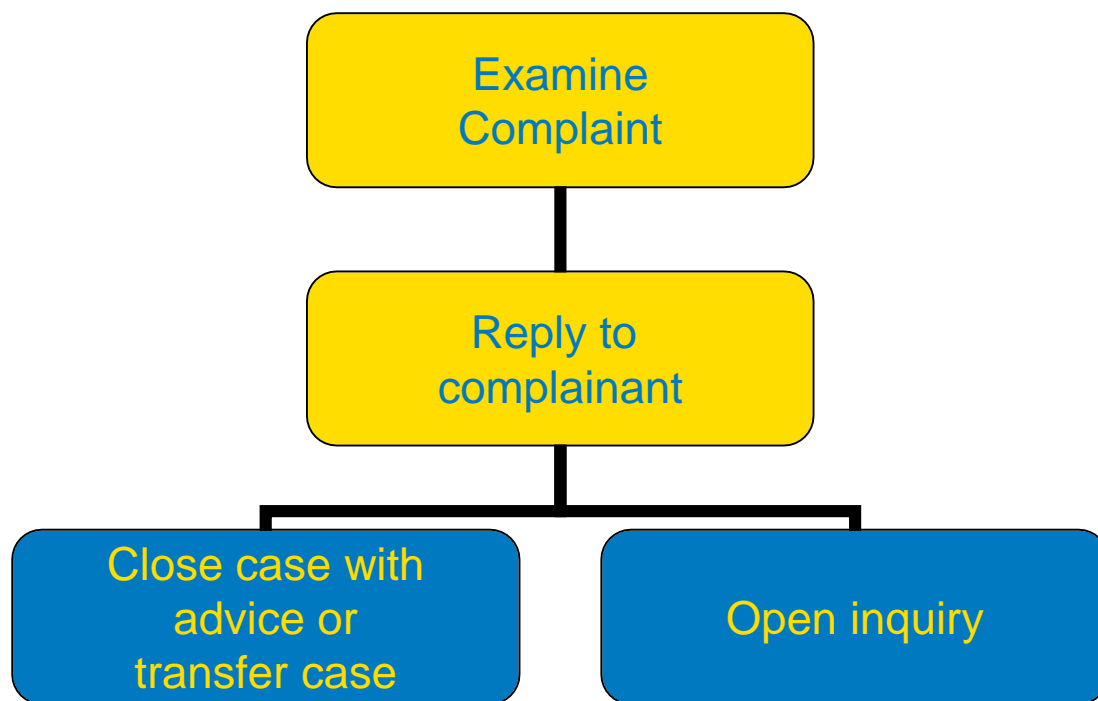 Examine
Complaint
Reply to
complainant
Close case with
advice or
transfer case
Open inquiry